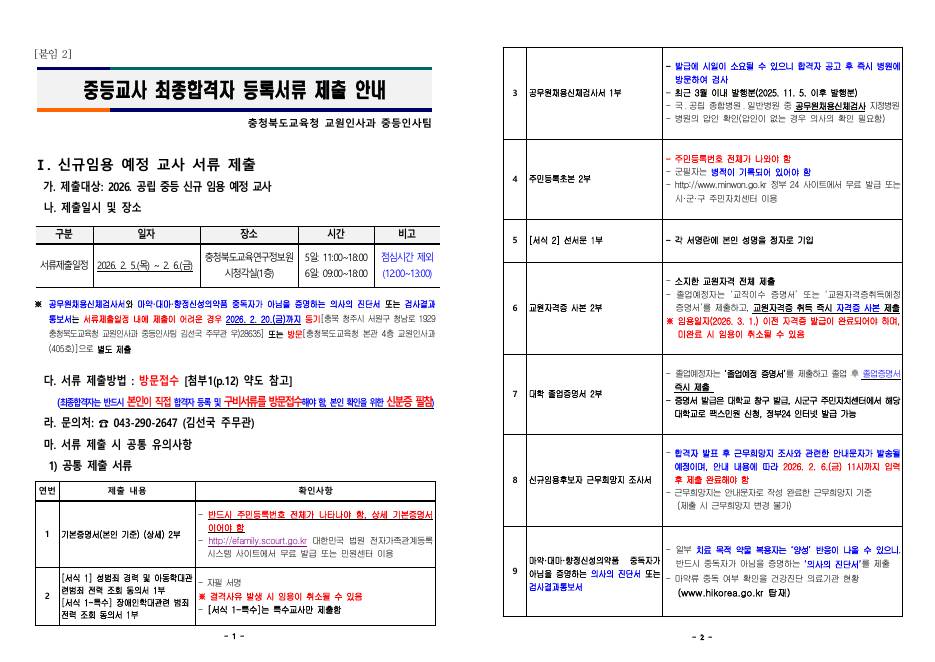 [붙임 2]
중등교사 최종합격자 등록서류 제출 안내
충청북도교육청 교원인사과 중등인사팀
Ⅰ. 신규임용 예정 교사 서류 제출
가. 제출대상: 2026. 공립 중등 신규 임용 예정 교사
나. 제출일시 및 장소
구분 일자 장소 시간 비고
서류제출일정 2026. 2. 5.(목) ~ 2. 6.(금) 충청북도교육연구정보원 시청각실(1층) 5일: 11:00~18:00 6일: 09:00~18:00 점심시간 제외 (12:00~13:00)
※ 공무원채용신체검사서와 마약·대마·향정신성의약품 중독자가 아님을 증명하는 의사의 진단서 또는 검사결과
통보서는 서류제출일정 내에 제출이 어려운 경우 2026. 2. 20.(금)까지 등기[충북 청주시 서원구 청남로 1929
충청북도교육청 교원인사과 중등인사팀 김선국 주무관 우)28635] 또는 방문[충청북도교육청 본관 4층 교원인사과
(405호)]으로 별도 제출
다. 서류 제출방법 : 방문접수 [첨부1(p.12) 약도 참고]
(최종합격자는 반드시 본인이 직접 합격자 등록 및 구비서류를 방문접수해야 함, 본인 확인을 위한 신분증 필참)
라. 문의처: ☎ 043-290-2647 (김선국 주무관)
마. 서류 제출 시 공통 유의사항
1) 공통 제출 서류
연번 제출 내용 확인사항
1 기본증명서(본인 기준) (상세) 2부
- 반드시 주민등록번호 전체가 나타나야 함, 상세 기본증명서
이어야 함
- http://efamily.scourt.go.kr 대한민국 법원 전자가족관계등록
시스템 사이트에서 무료 발급 또는 민원센터 이용
2
[서식 1] 성범죄 경력 및 아동학대관
련범죄 전력 조회 동의서 1부
[서식 1-특수] 장애인학대관련 범죄
전력 조회 동의서 1부
- 자필 서명
※ 결격사유 발생 시 임용이 취소될 수 있음
- [서식 1-특수]는 특수교사만 제출함
- 1 -
3 공무원채용신체검사서 1부
- 발급에 시일이 소요될 수 있으니 합격자 공고 후 즉시 병원에
방문하여 검사
- 최근 3월 이내 발행분(2025. 11. 5. 이후 발행분)
- 국·공립 종합병원·일반병원 중 공무원채용신체검사 지정병원
- 병원의 압인 확인(압인이 없는 경우 의사의 확인 필요함)
4 주민등록초본 2부
- 주민등록번호 전체가 나와야 함
- 군필자는 병적이 기록되어 있어야 함
- http://www.minwon.go.kr 정부 24 사이트에서 무료 발급 또는
시·군·구 주민자치센터 이용
5 [서식 2] 선서문 1부
- 각 서명란에 본인 성명을 정자로 기입
6 교원자격증 사본 2부
- 소지한 교원자격 전체 제출
- 졸업예정자는 '교직이수 증명서' 또는 '교원자격증취득예정
증명서'를 제출하고, 교원자격증 취득 즉시 자격증 사본 제출
※ 임용일자(2026. 3. 1.) 이전 자격증 발급이 완료되어야 하며,
미완료 시 임용이 취소될 수 있음
7 대학 졸업증명서 2부
- 졸업예정자는 '졸업예정 증명서'를 제출하고 졸업 후 졸업증명서
즉시 제출
- 증명서 발급은 대학교 창구 발급, 시군구 주민자치센터에서 해당
대학교로 팩스민원 신청, 정부24 인터넷 발급 가능
8 신규임용후보자 근무희망지 조사서
- 합격자 발표 후 근무희망지 조사와 관련한 안내문자가 발송될
예정이며, 안내 내용에 따라 2026. 2. 6.(금) 11시까지 입력
후 제출 완료해야 함
- 근무희망지는 안내문자로 작성 완료한 근무희망지 기준
(제출 시 근무희망지 변경 불가)
9
마약·대마·향정신성의약품 중독자가
아님을 증명하는 의사의 진단서 또는
검사결과통보서
- 일부 치료 목적 약물 복용자는 '양성' 반응이 나올 수 있으니,
반드시 중독자가 아님을 증명하는 '의사의 진단서'를 제출
- 마약류 중독 여부 확인을 건강진단 의료기관 현황
(www.hikorea.go.kr 탑재)
- 2 -